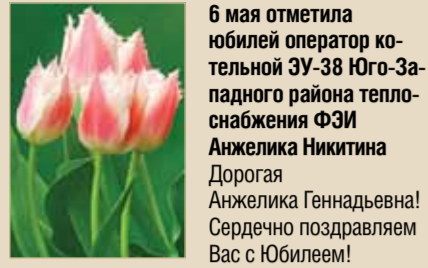 6 мая отметила
юбилей оператор ко-
тельной ЭУ-38 Юго-За-
падного района тепло-
снабжения ФЭИ
Анжелика Никитина
Дорогая
Анжелика Геннадьевна!
Сердечно поздравляем
Вас с Юбилеем!